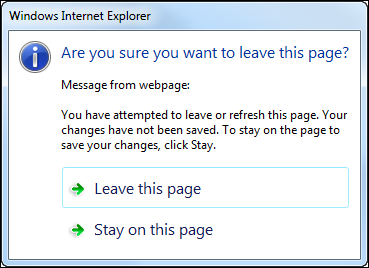 Windows Internet Explorer
Are you sure you want to leave this page?
Message from webpage:
You have attempted to leave or refresh this page. Your
changes have not been saved. To stay on the page to
save your changes, click Stay.
Leave this page
Stay on this page